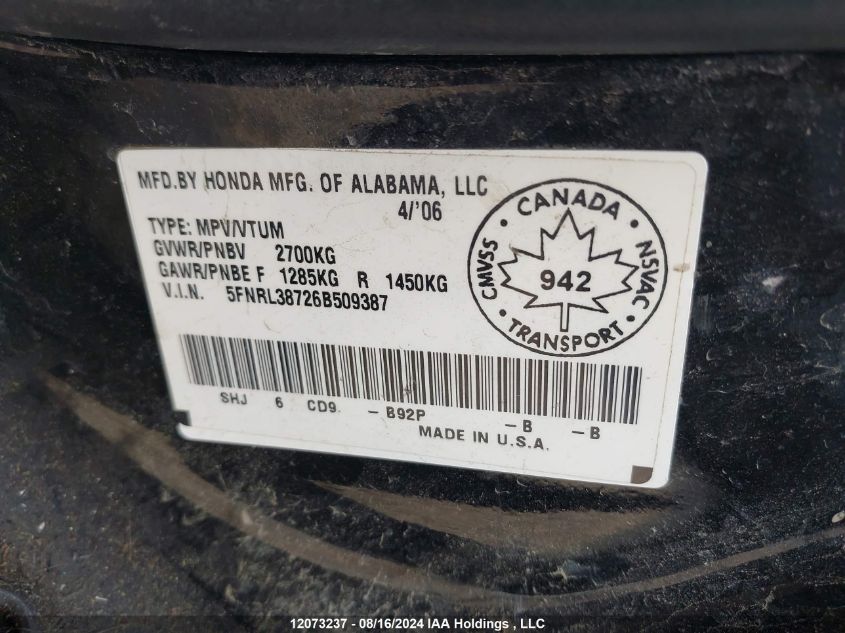 MFD.BY HONDA MFG. OF ALABAMA, LLC
4/'06
TYPE: MPV/VTUM
GVWR/PNBV 2700KG
GAWR/PNBE F 1285KG R 1450KG
V.I.N. 5FNRL38726B509387
CANADA
CMVSS
NSVAC
942
TRANSPORT
SHJ 6 CD9. -B92P -B -B
MADE IN U.S.A.
12073237 - 08/16/2024 IAA Holdings , LLC